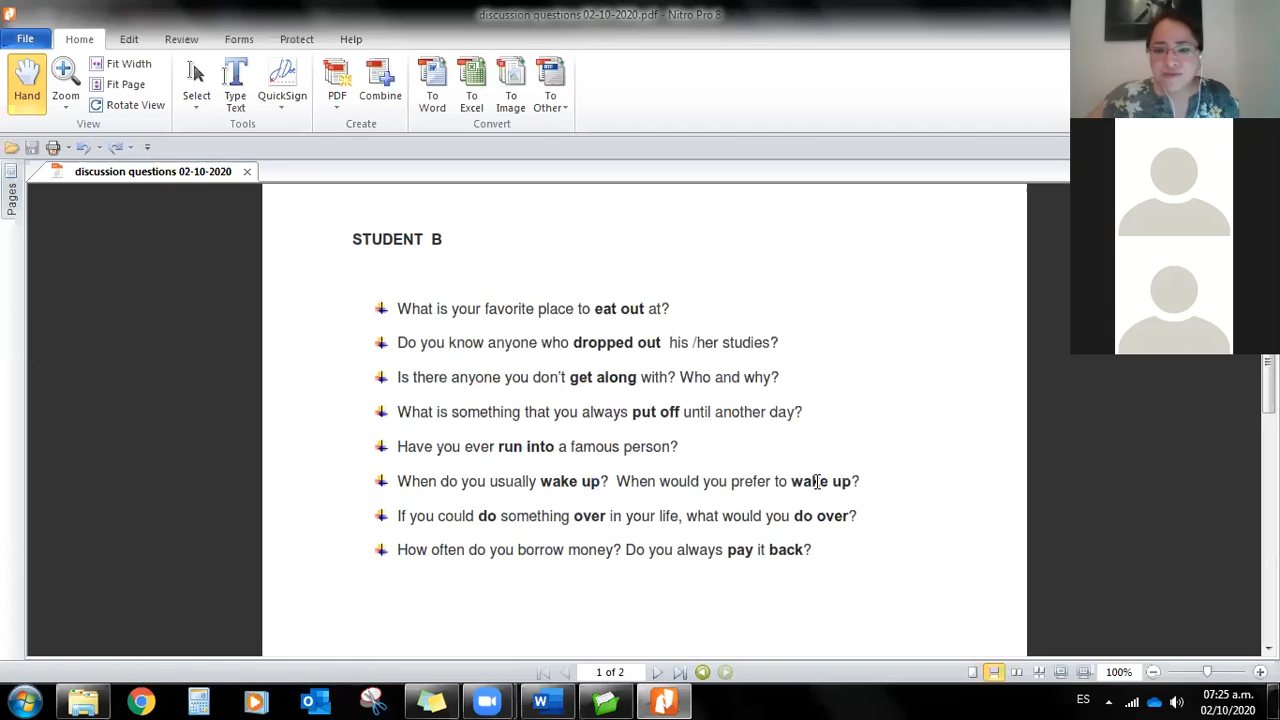 discussion questions 02-10-2020.pdf - Nitro Pro 8
File Home Edit Review Forms Protect Help
Hand
Zoom
Fit Width
Fit Page
Rotate View
View
Select
Type Text
QuickSign
Tools
PDF
Combine
Create
To Word
To Excel
To Image
To Other
Convert
discussion questions 02-10-2020
Pages
STUDENT B
What is your favorite place to eat out at?
Do you know anyone who dropped out his /her studies?
Is there anyone you don't get along with? Who and why?
What is something that you always put off until another day?
Have you ever run into a famous person?
When do you usually wake up? When would you prefer to wake up?
If you could do something over in your life, what would you do over?
How often do you borrow money? Do you always pay it back?
1 of 2
100%
ES
07:25 a.m.
02/10/2020